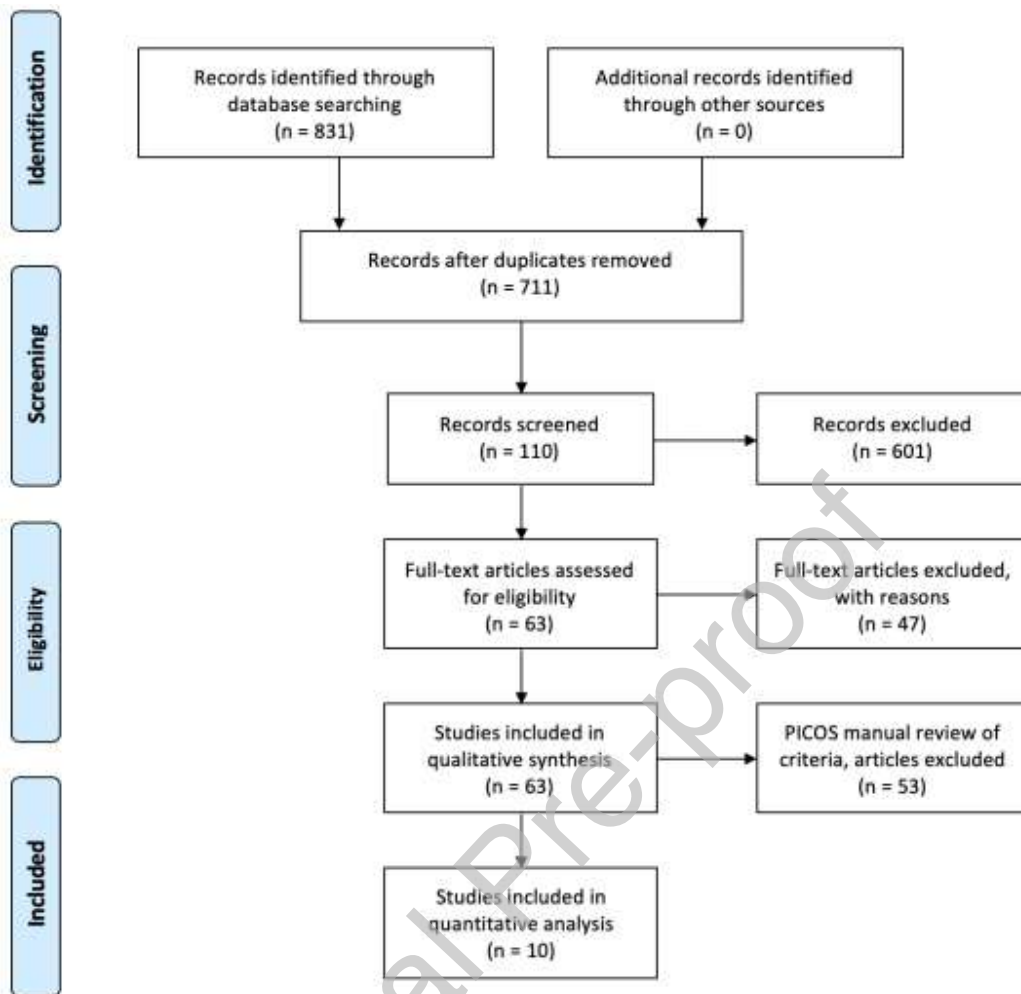 Identification
Records identified through
database searching
(n = 831)
Additional records identified
through other sources
(n = 0)
Records after duplicates removed
(n = 711)
Screening
Records screened
(n = 110)
Records excluded
(n = 601)
Eligibility
Full-text articles assessed
for eligibility
(n = 63)
Full-text articles excluded,
with reasons
(n = 47)
Studies included in
qualitative synthesis
(n = 63)
PICOS manual review of
criteria, articles excluded
(n = 53)
Included
Studies included in
quantitative analysis
(n = 10)
al Pre-proof